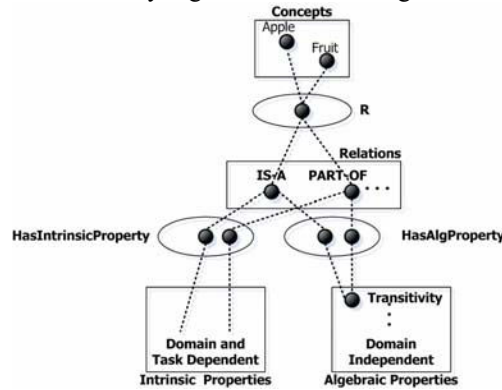 Concepts
Apple
Fruit
R
Relations
IS-A PART-OF
HasIntrinsicProperty
HasAlgProperty
Transitivity
Domain and
Task Dependent
Domain
Independent
Intrinsic Properties
Algebraic Properties